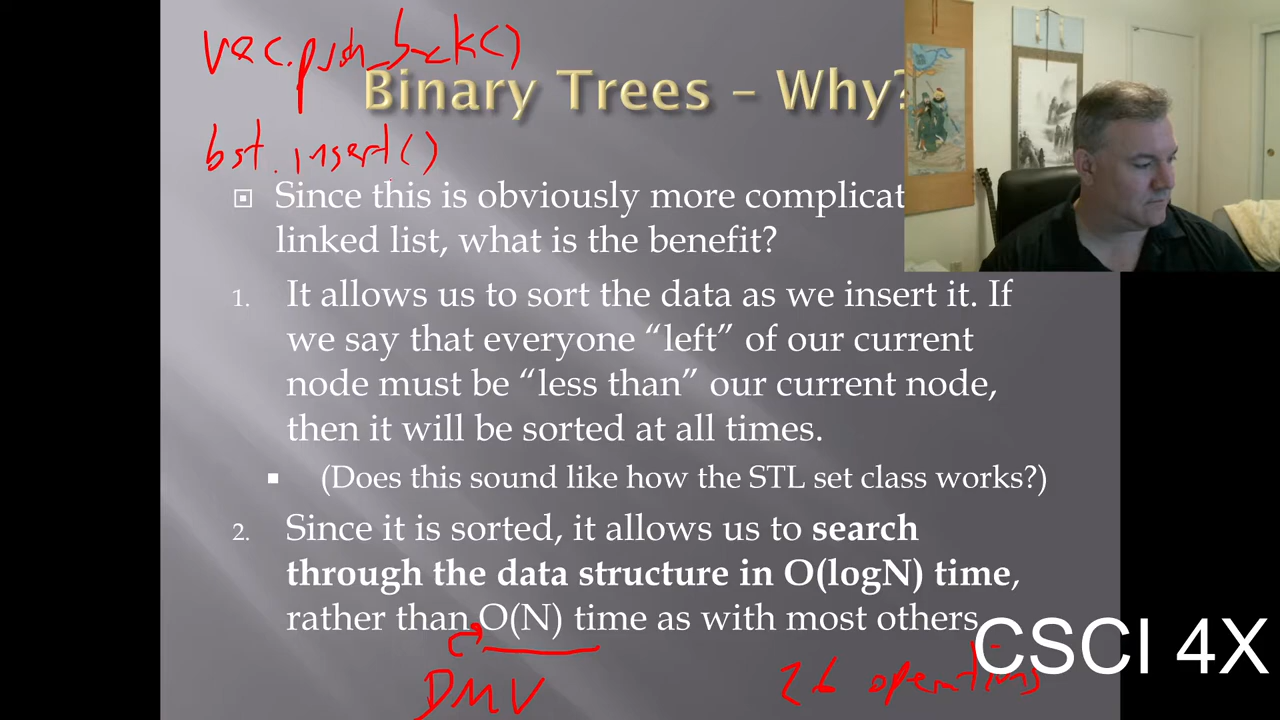 vec.push_back()
Binary Trees – Why?
bst.insert()
Since this is obviously more complicat
linked list, what is the benefit?
1. It allows us to sort the data as we insert it. If
we say that everyone “left” of our current
node must be “less than” our current node,
then it will be sorted at all times.
(Does this sound like how the STL set class works?)
2. Since it is sorted, it allows us to search
through the data structure in O(logN) time,
rather than O(N) time as with most others.
CSCI 4X
DMV
26 operations